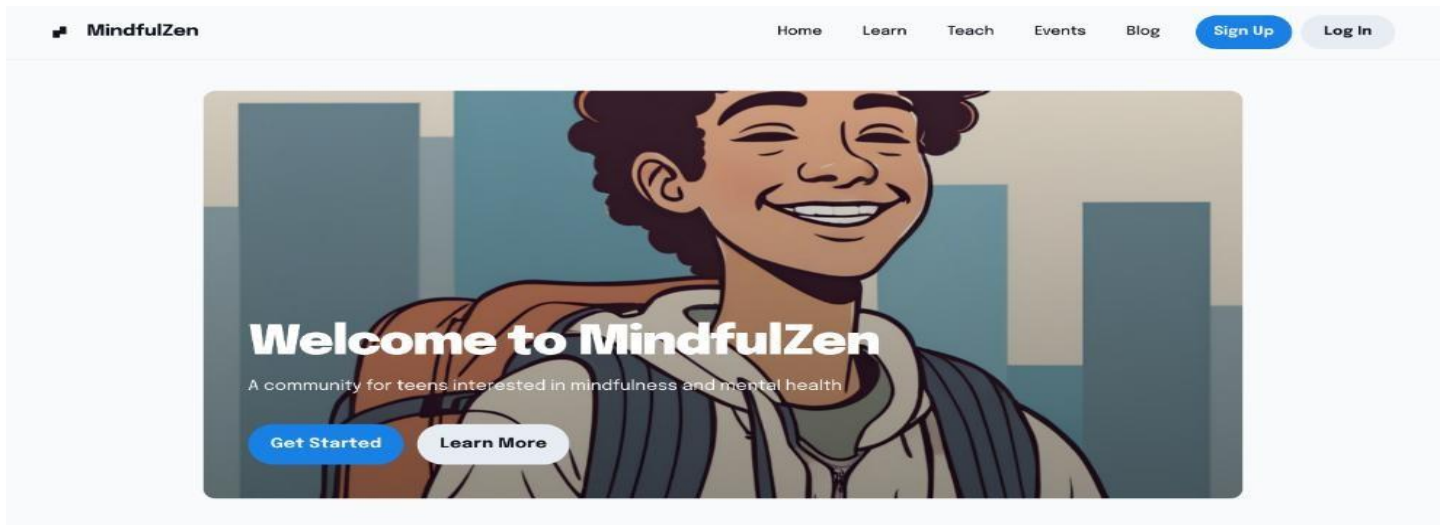 MindfulZen Home Learn Teach Events Blog Sign Up Log In
Welcome to MindfulZen
A community for teens interested in mindfulness and mental health
Get Started Learn More